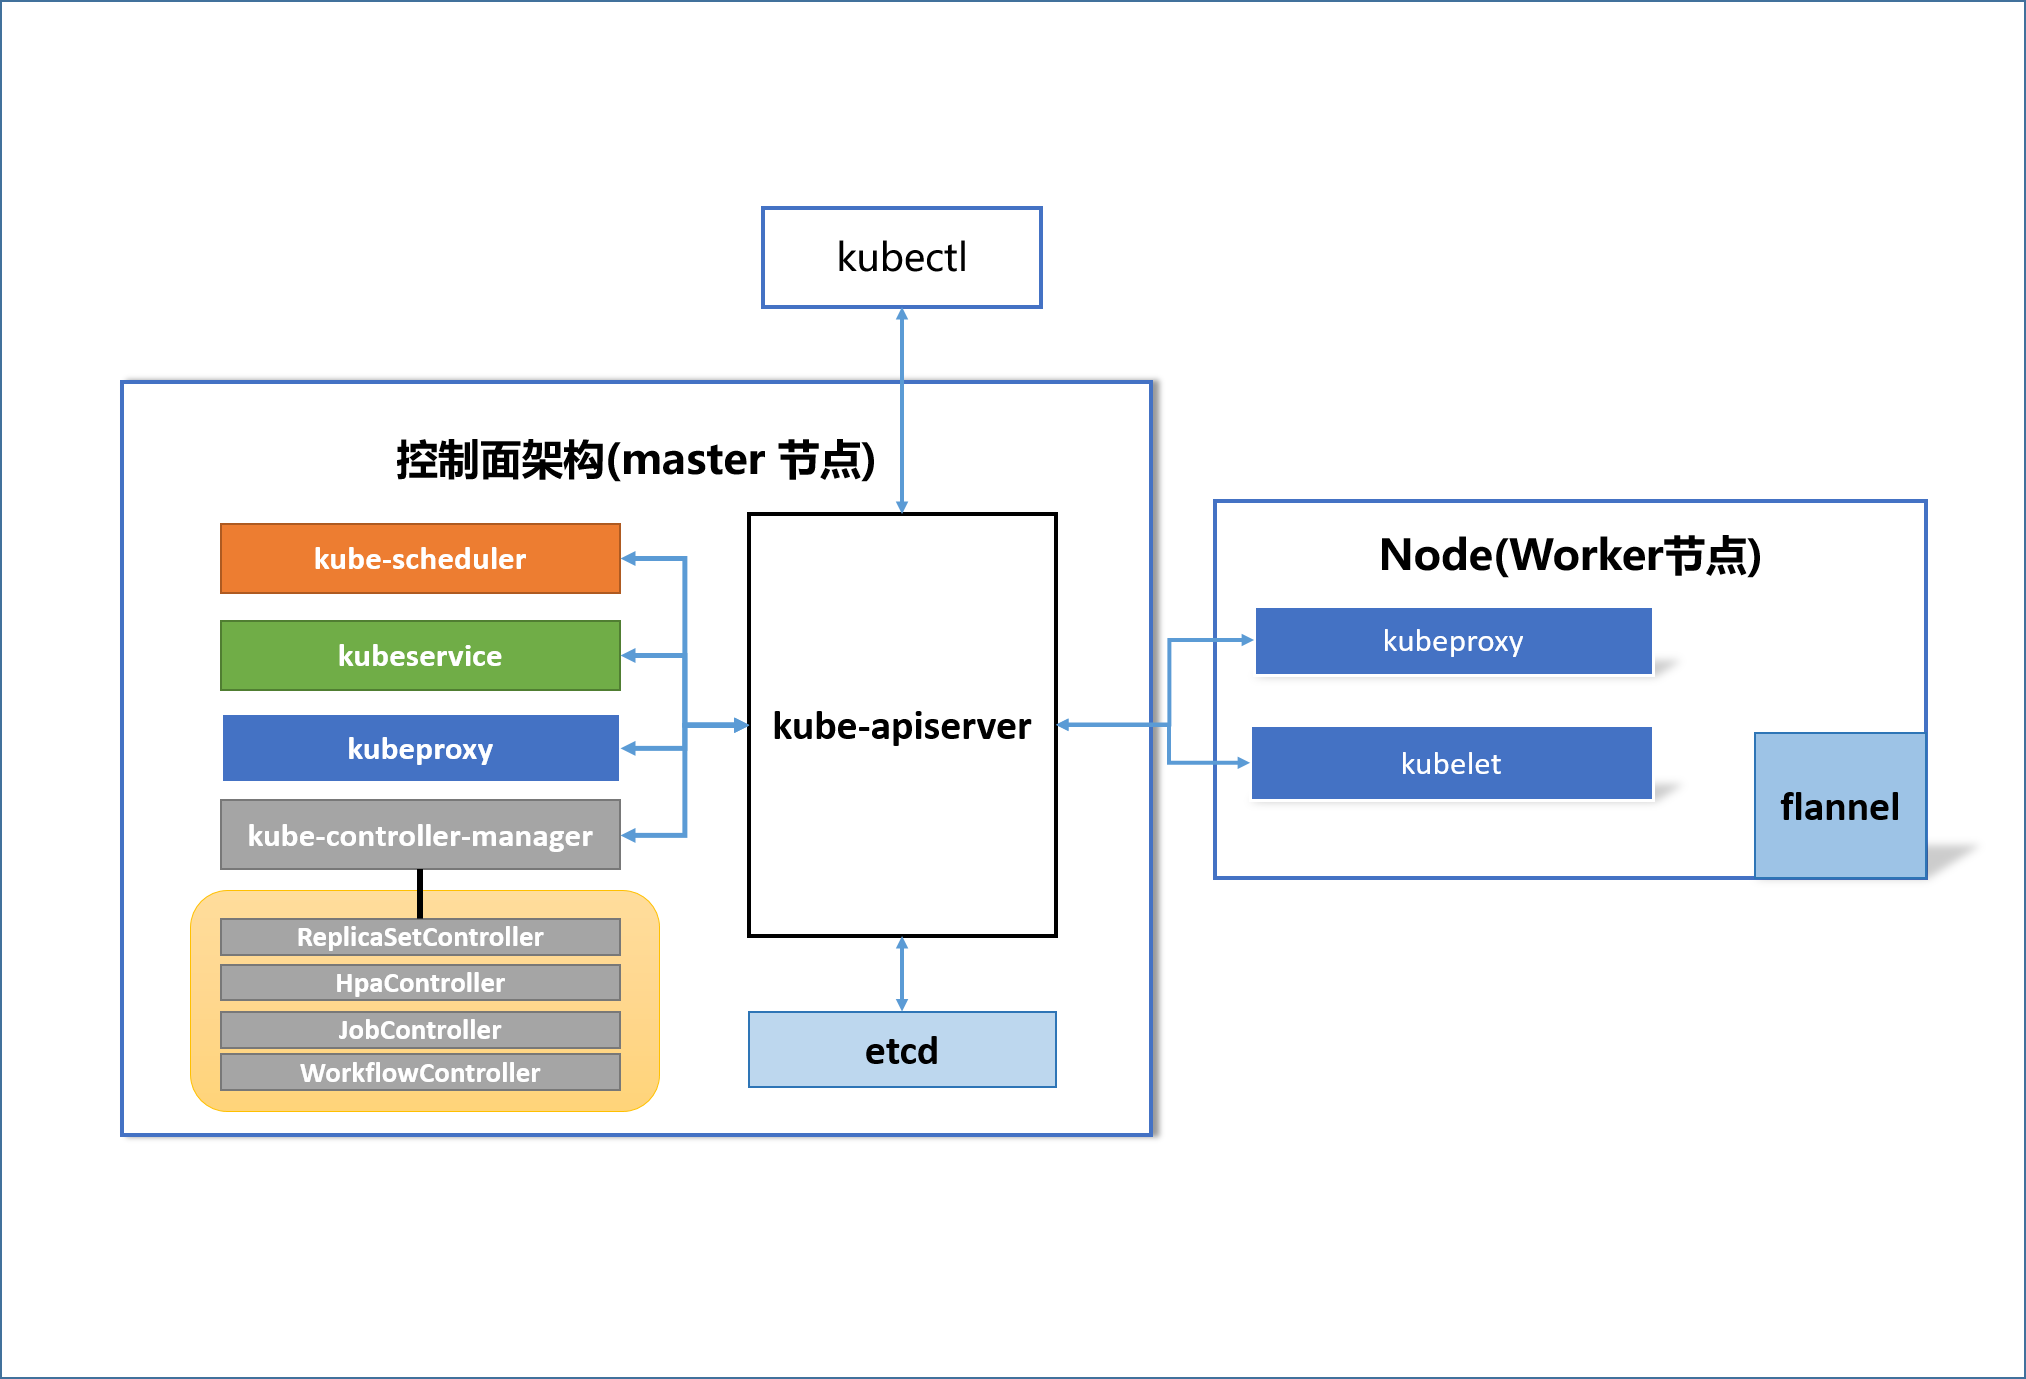 kubectl
控制面架构(master 节点)
kube-scheduler
kubeservice
kubeproxy
kube-controller-manager
ReplicaSetController
HpaController
JobController
WorkflowController
kube-apiserver
etcd
Node(Worker节点)
kubeproxy
kubelet
flannel